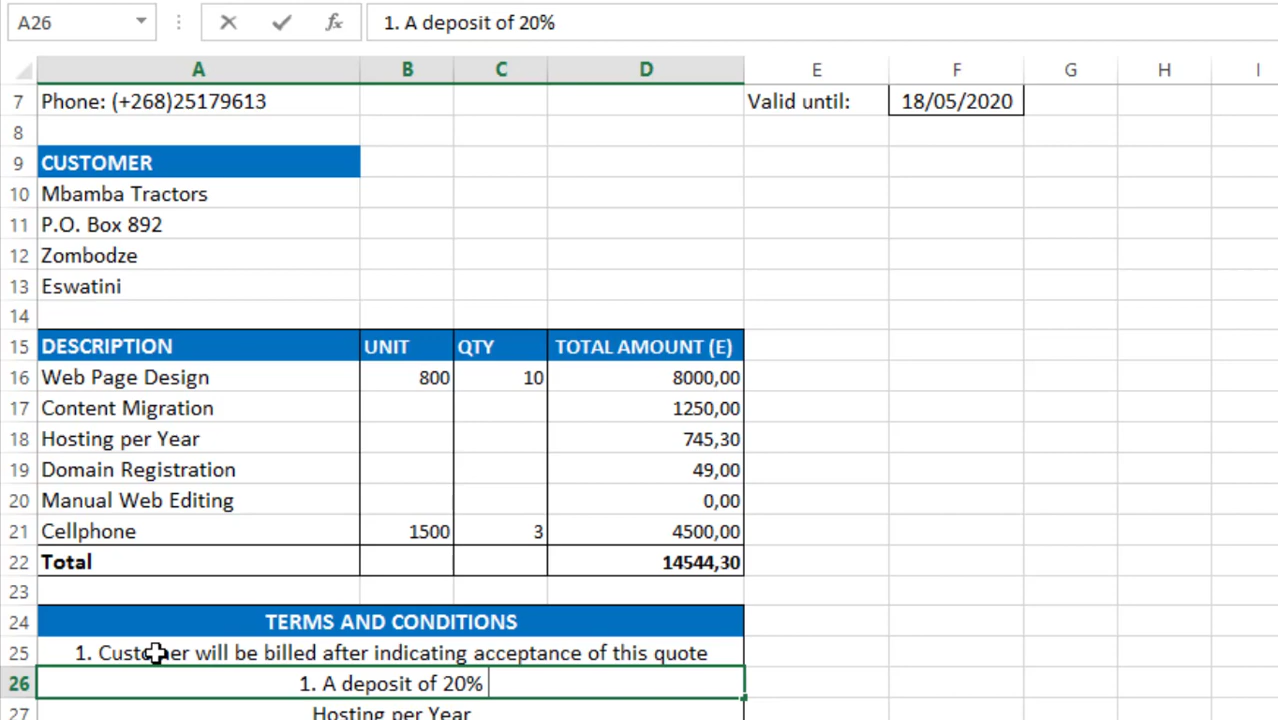 A26 fx 1. A deposit of 20%
A B C D E F G H I
7 Phone: (+268)25179613 Valid until: 18/05/2020
8
9 CUSTOMER
10 Mbamba Tractors
11 P.O. Box 892
12 Zombodze
13 Eswatini
14
15 DESCRIPTION UNIT QTY TOTAL AMOUNT (E)
16 Web Page Design 800 10 8000,00
17 Content Migration 1250,00
18 Hosting per Year 745,30
19 Domain Registration 49,00
20 Manual Web Editing 0,00
21 Cellphone 1500 3 4500,00
22 Total 14544,30
23
24 TERMS AND CONDITIONS
25 1. Customer will be billed after indicating acceptance of this quote
26 1. A deposit of 20%
27 Hosting per Year